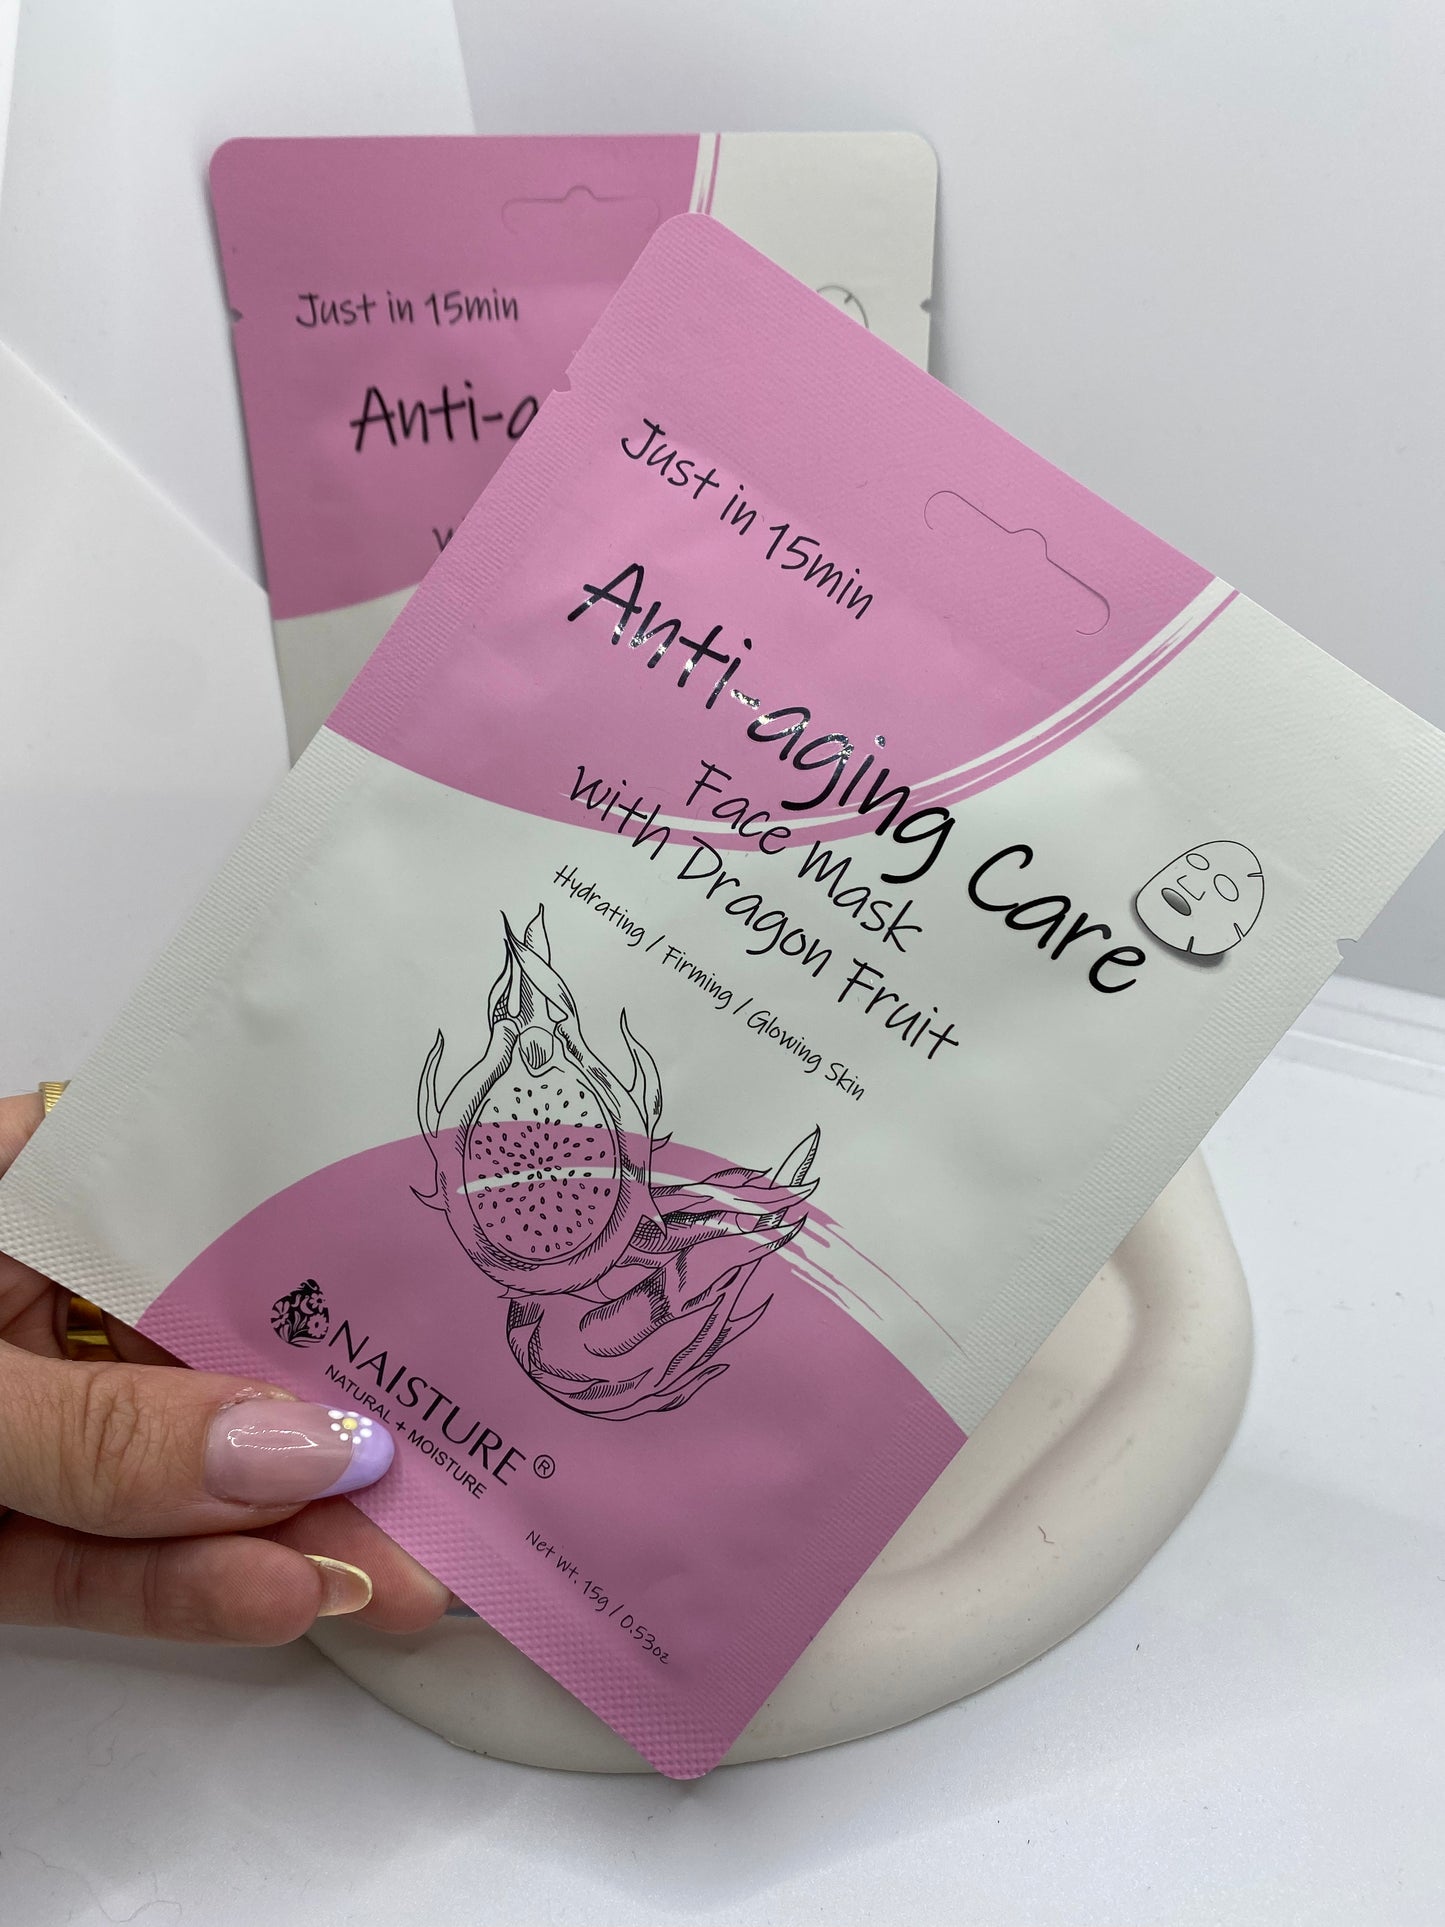 Just in 15min
Anti-a
Just in 15min
Anti-aging Care
Face Mask
with Dragon Fruit
Hydrating / Firming / Glowing Skin
NAISTURE ®
NATURAL + MOISTURE
Net wt. 15g / 0.53oz